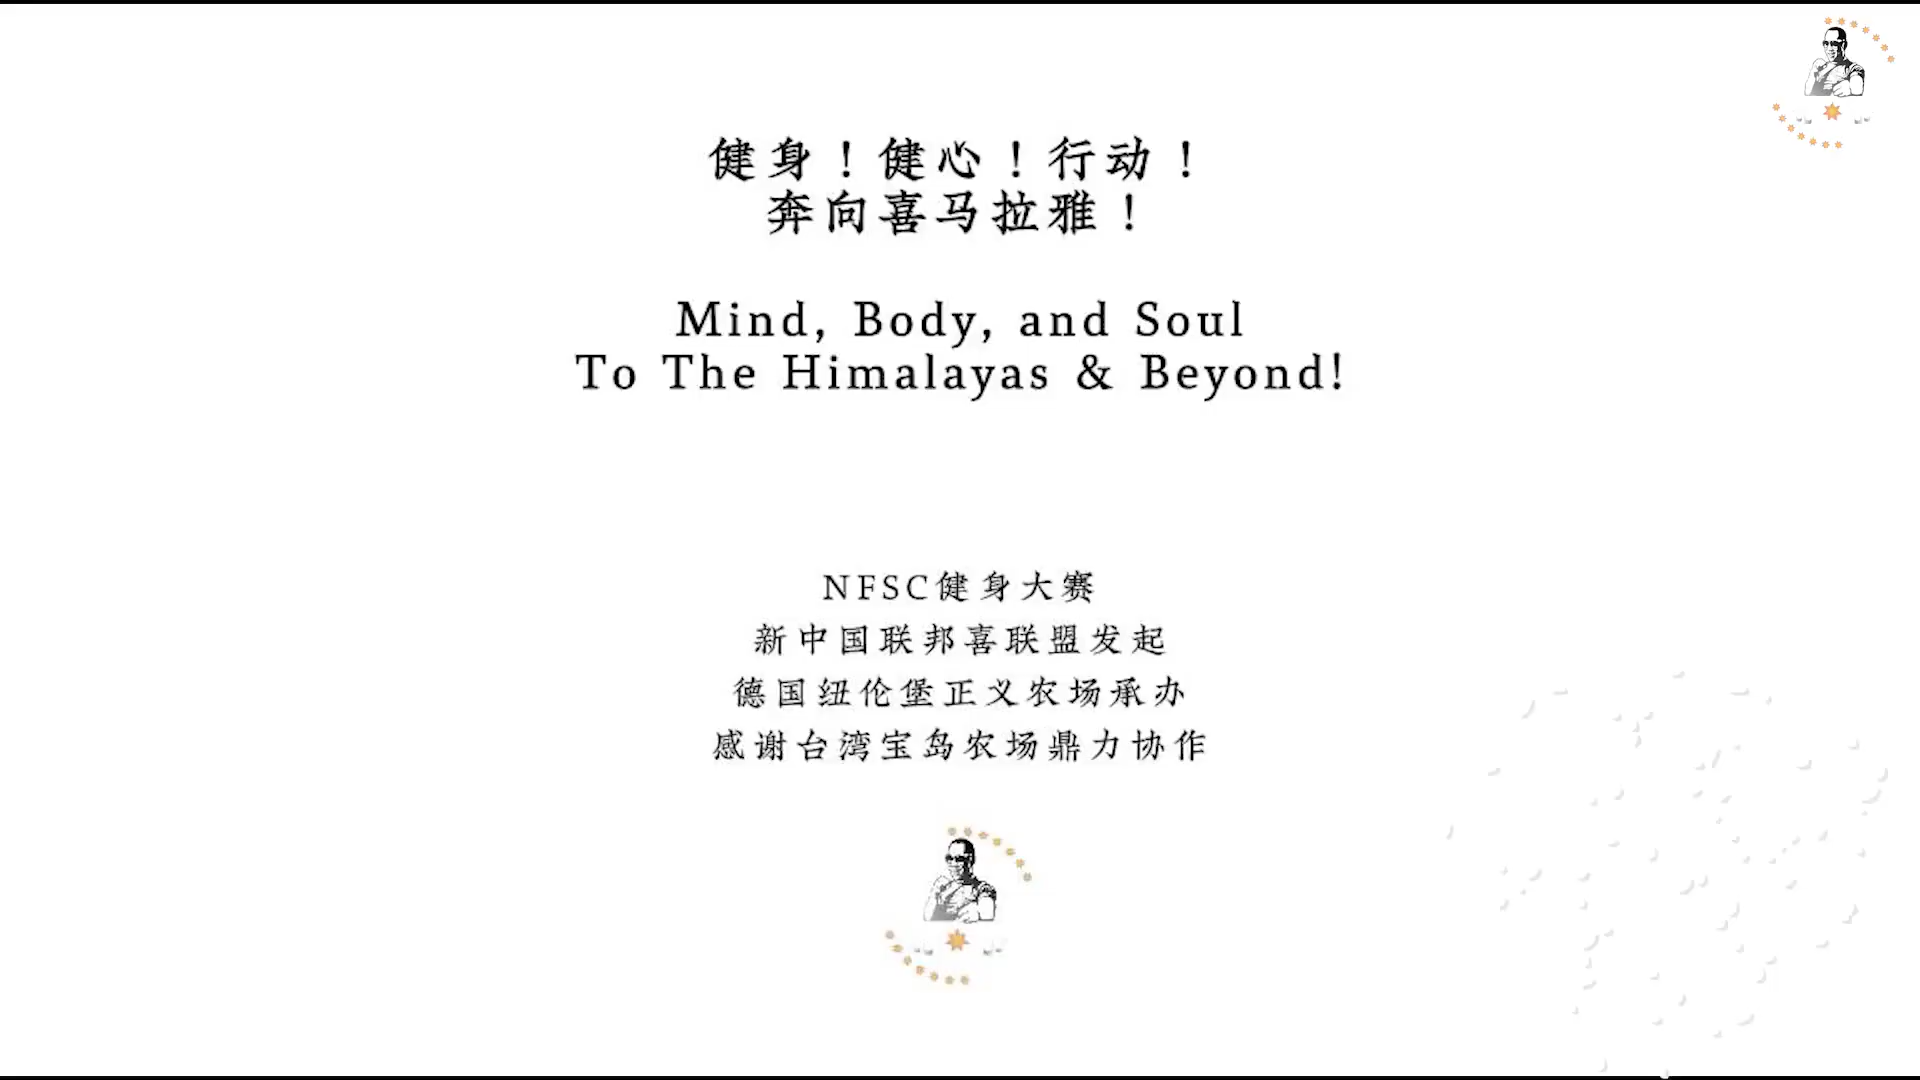 健身！健心！行动！
奔向喜马拉雅！
Mind, Body, and Soul
To The Himalayas & Beyond!
NFSC健身大赛
新中国联邦喜联盟发起
德国纽伦堡正义农场承办
感谢台湾宝岛农场鼎力协作